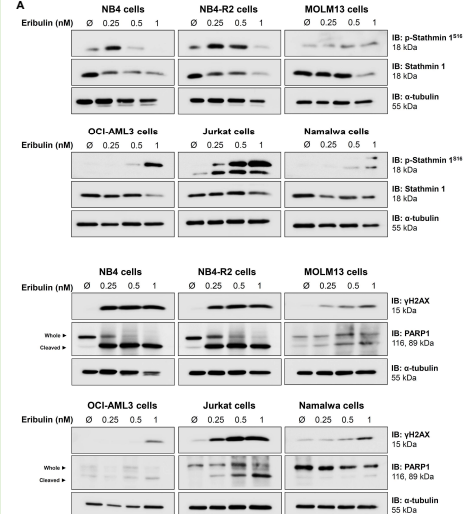 A
NB4 cells NB4-R2 cells MOLM13 cells
Eribulin (nM) Ø 0.25 0.5 1 Ø 0.25 0.5 1 Ø 0.25 0.5 1
IB: p-Stathmin 1S16
18 kDa
IB: Stathmin 1
18 kDa
IB: α-tubulin
55 kDa
OCI-AML3 cells Jurkat cells Namalwa cells
Eribulin (nM) Ø 0.25 0.5 1 Ø 0.25 0.5 1 Ø 0.25 0.5 1
IB: p-Stathmin 1S16
18 kDa
IB: Stathmin 1
18 kDa
IB: α-tubulin
55 kDa
NB4 cells NB4-R2 cells MOLM13 cells
Eribulin (nM) Ø 0.25 0.5 1 Ø 0.25 0.5 1 Ø 0.25 0.5 1
IB: γH2AX
15 kDa
Whole ►
Cleaved ►
IB: PARP1
116, 89 kDa
IB: α-tubulin
55 kDa
OCI-AML3 cells Jurkat cells Namalwa cells
Eribulin (nM) Ø 0.25 0.5 1 Ø 0.25 0.5 1 Ø 0.25 0.5 1
IB: γH2AX
15 kDa
Whole ►
Cleaved ►
IB: PARP1
116, 89 kDa
IB: α-tubulin
55 kDa